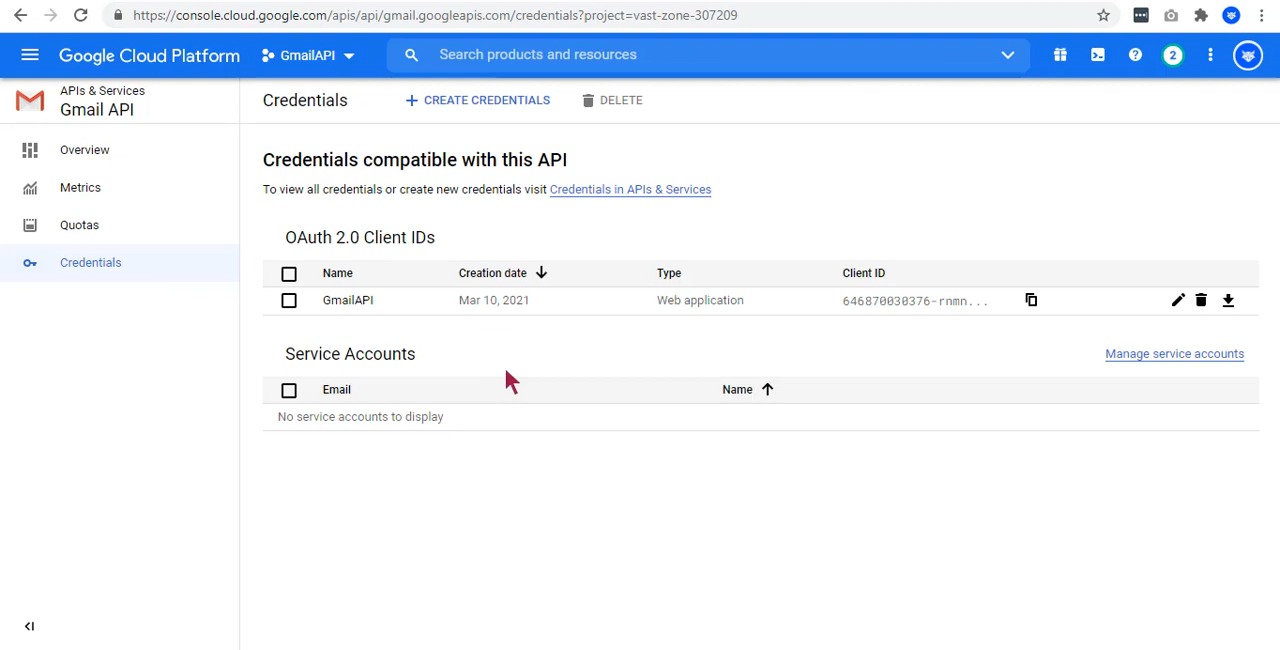 https://console.cloud.google.com/apis/api/gmail.googleapis.com/credentials?project=vast-zone-307209
Google Cloud Platform
GmailAPI
Search products and resources
2
APIs & Services
Gmail API
Credentials
CREATE CREDENTIALS
DELETE
Overview
Metrics
Quotas
Credentials
Credentials compatible with this API
To view all credentials or create new credentials visit Credentials in APIs & Services
OAuth 2.0 Client IDs
Name Creation date Type Client ID
GmailAPI Mar 10, 2021 Web application 646870030376-rnmn...
Service Accounts Manage service accounts
Email Name
No service accounts to display